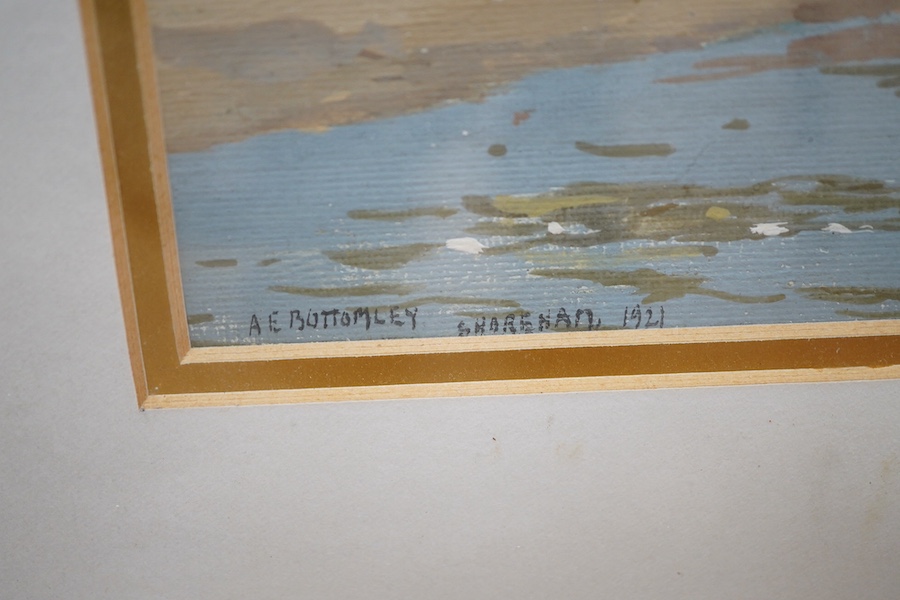 A E BOTTOMLEY SHOREHAM, 1921